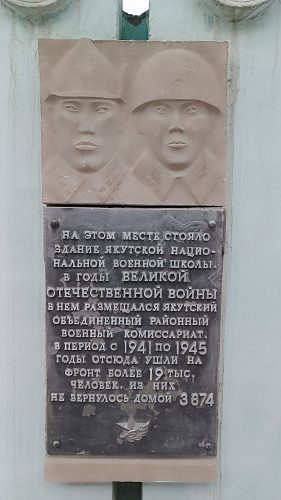 НА ЭТОМ МЕСТЕ СТОЯЛО
ЗДАНИЕ ЯКУТСКОЙ НАЦИО-
НАЛЬНОЙ ВОЕННОЙ ШКОЛЫ.
В ГОДЫ ВЕЛИКОЙ
ОТЕЧЕСТВЕННОЙ ВОЙНЫ
В НЕМ РАЗМЕЩАЛСЯ ЯКУТСКИЙ
ОБЪЕДИНЕННЫЙ РАЙОННЫЙ
ВОЕННЫЙ КОМИССАРИАТ.
В ПЕРИОД С 1941 ПО 1945
ГОДЫ ОТСЮДА УШЛИ НА
ФРОНТ БОЛЕЕ 19 ТЫС.
ЧЕЛОВЕК. ИЗ НИХ
НЕ ВЕРНУЛОСЬ ДОМОЙ 3874